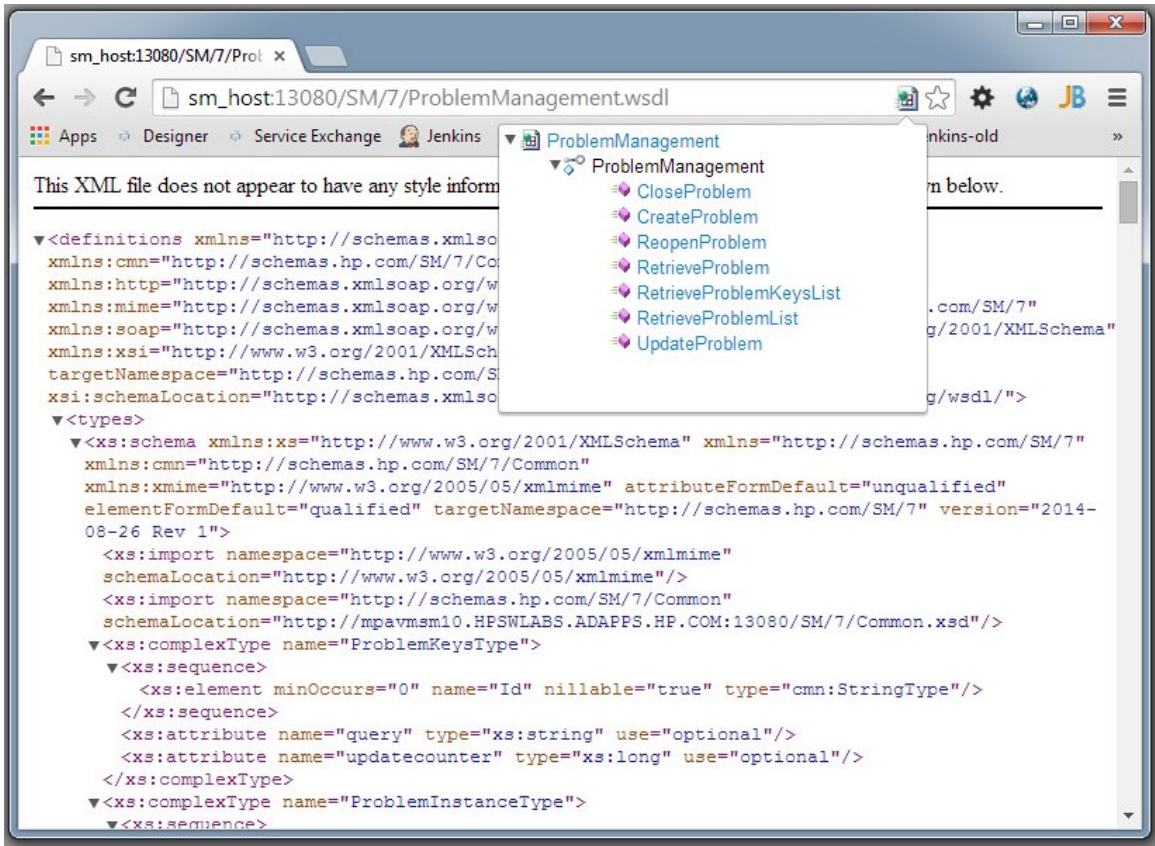 sm_host:13080/SM/7/Prob
sm_host:13080/SM/7/ProblemManagement.wsdl
JB
Apps Designer Service Exchange Jenkins enkins-old »
ProblemManagement
ProblemManagement
CloseProblem
CreateProblem
ReopenProblem
RetrieveProblem
RetrieveProblemKeysList
RetrieveProblemList
UpdateProblem
This XML file does not appear to have any style inform n below.
▼<definitions xmlns="http://schemas.xmlso
xmlns:cmn="http://schemas.hp.com/SM/7/Co
xmlns:http="http://schemas.xmlsoap.org/w
xmlns:mime="http://schemas.xmlsoap.org/w .com/SM/7"
xmlns:soap="http://schemas.xmlsoap.org/w g/2001/XMLSchema"
xmlns:xsi="http://www.w3.org/2001/XMLSch
targetNamespace="http://schemas.hp.com/S
xsi:schemaLocation="http://schemas.xmlso g/wsdl/">
▼<types>
▼<xs:schema xmlns:xs="http://www.w3.org/2001/XMLSchema" xmlns="http://schemas.hp.com/SM/7"
xmlns:cmn="http://schemas.hp.com/SM/7/Common"
xmlns:xmime="http://www.w3.org/2005/05/xmlmime" attributeFormDefault="unqualified"
elementFormDefault="qualified" targetNamespace="http://schemas.hp.com/SM/7" version="2014-
08-26 Rev 1">
<xs:import namespace="http://www.w3.org/2005/05/xmlmime"
schemaLocation="http://www.w3.org/2005/05/xmlmime"/>
<xs:import namespace="http://schemas.hp.com/SM/7/Common"
schemaLocation="http://mpavmsm10.HPSWLABS.ADAPPS.HP.COM:13080/SM/7/Common.xsd"/>
▼<xs:complexType name="ProblemKeysType">
▼<xs:sequence>
<xs:element minOccurs="0" name="Id" nillable="true" type="cmn:StringType"/>
</xs:sequence>
<xs:attribute name="query" type="xs:string" use="optional"/>
<xs:attribute name="updatecounter" type="xs:long" use="optional"/>
</xs:complexType>
▼<xs:complexType name="ProblemInstanceType">
▼<xs:sequence>